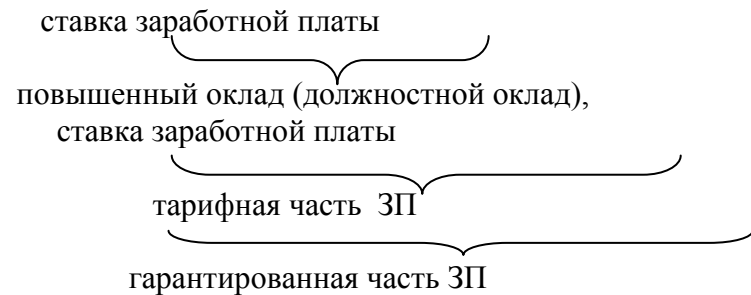 ставка заработной платы
повышенный оклад (должностной оклад),
ставка заработной платы
тарифная часть ЗП
гарантированная часть ЗП